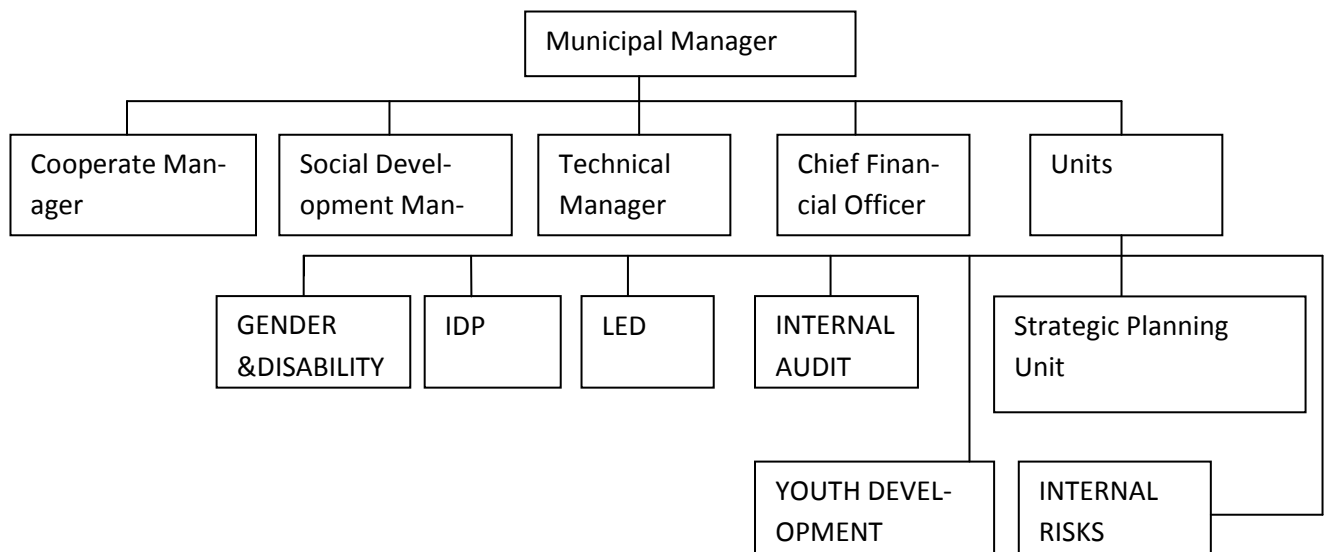 Municipal Manager
Cooperate Man-
ager
Social Devel-
opment Man-
Technical
Manager
Chief Finan-
cial Officer
Units
GENDER
&DISABILITY
IDP
LED
INTERNAL
AUDIT
Strategic Planning
Unit
YOUTH DEVEL-
OPMENT
INTERNAL
RISKS